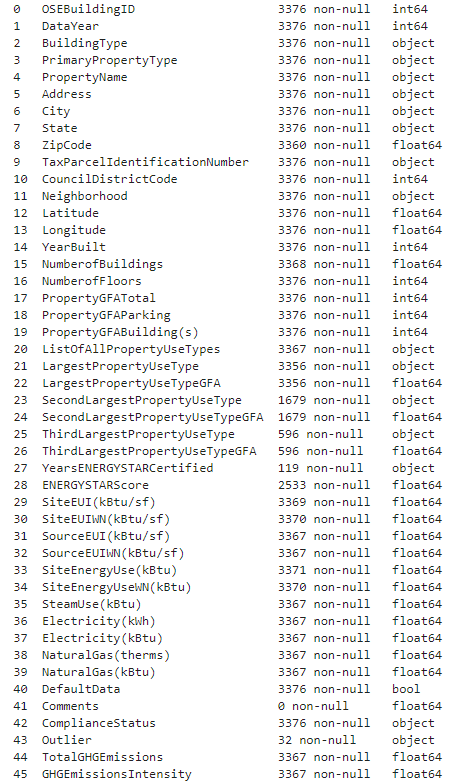 0 OSEBuildingID 3376 non-null int64
1 DataYear 3376 non-null int64
2 BuildingType 3376 non-null object
3 PrimaryPropertyType 3376 non-null object
4 PropertyName 3376 non-null object
5 Address 3376 non-null object
6 City 3376 non-null object
7 State 3376 non-null object
8 ZipCode 3360 non-null float64
9 TaxParcelIdentificationNumber 3376 non-null object
10 CouncilDistrictCode 3376 non-null int64
11 Neighborhood 3376 non-null object
12 Latitude 3376 non-null float64
13 Longitude 3376 non-null float64
14 YearBuilt 3376 non-null int64
15 NumberofBuildings 3368 non-null float64
16 NumberofFloors 3376 non-null int64
17 PropertyGFATotal 3376 non-null int64
18 PropertyGFAParking 3376 non-null int64
19 PropertyGFABuilding(s) 3376 non-null int64
20 ListOfAllPropertyUseTypes 3367 non-null object
21 LargestPropertyUseType 3356 non-null object
22 LargestPropertyUseTypeGFA 3356 non-null float64
23 SecondLargestPropertyUseType 1679 non-null object
24 SecondLargestPropertyUseTypeGFA 1679 non-null float64
25 ThirdLargestPropertyUseType 596 non-null object
26 ThirdLargestPropertyUseTypeGFA 596 non-null float64
27 YearsENERGYSTARCertified 119 non-null object
28 ENERGYSTARScore 2533 non-null float64
29 SiteEUI(kBtu/sf) 3369 non-null float64
30 SiteEUIWN(kBtu/sf) 3370 non-null float64
31 SourceEUI(kBtu/sf) 3367 non-null float64
32 SourceEUIWN(kBtu/sf) 3367 non-null float64
33 SiteEnergyUse(kBtu) 3371 non-null float64
34 SiteEnergyUseWN(kBtu) 3370 non-null float64
35 SteamUse(kBtu) 3367 non-null float64
36 Electricity(kWh) 3367 non-null float64
37 Electricity(kBtu) 3367 non-null float64
38 NaturalGas(therms) 3367 non-null float64
39 NaturalGas(kBtu) 3367 non-null float64
40 DefaultData 3376 non-null bool
41 Comments 0 non-null float64
42 ComplianceStatus 3376 non-null object
43 Outlier 32 non-null object
44 TotalGHGEmissions 3367 non-null float64
45 GHGEmissionsIntensity 3367 non-null float64